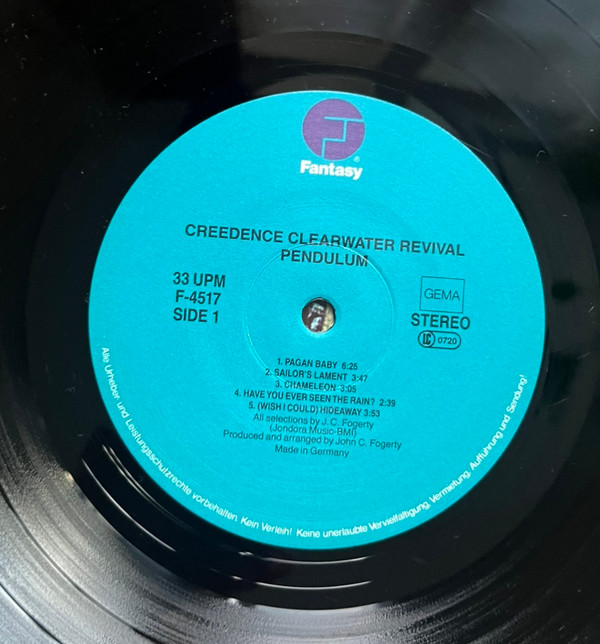 Fantasy
®
CREEDENCE CLEARWATER REVIVAL
PENDULUM
33 UPM
F-4517
SIDE 1
GEMA
STEREO
LC 0720
1. PAGAN BABY 6:25
2. SAILOR'S LAMENT 3:47
3. CHAMELEON 3:05
4. HAVE YOU EVER SEEN THE RAIN? 2:39
5. (WISH I COULD) HIDEAWAY 3:53
All selections by J. C. Fogerty
(Jondora Music-BMI)
Produced and arranged by John C. Fogerty
Made in Germany
Alle Urheber und Leistungsschutzrechte vorbehalten. Kein Verleih! Keine unerlaubte Vervielfältigung, Vermietung, Aufführung und Sendung!